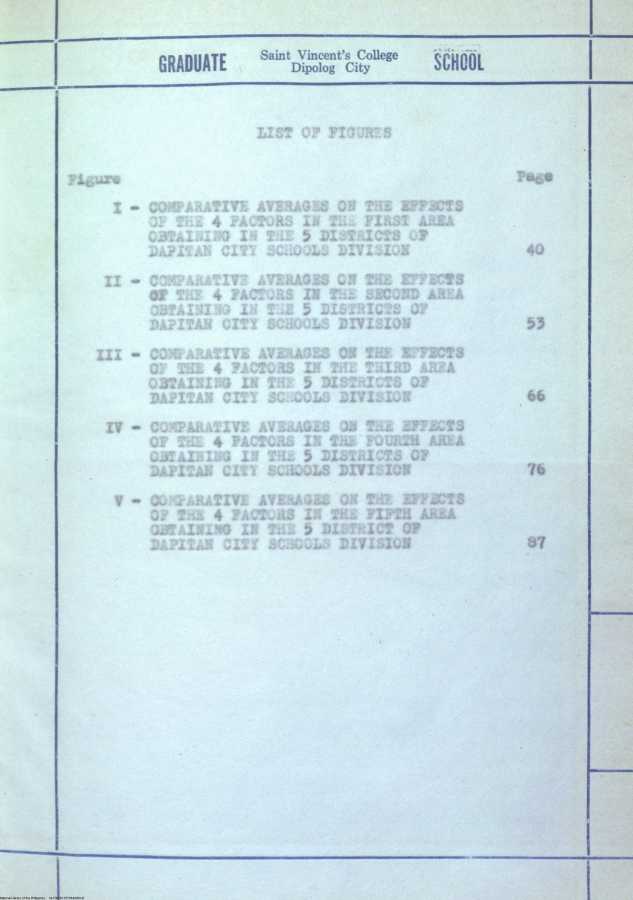 GRADUATE Saint Vincent's College SCHOOL
Dipolog City
LIST OF FIGURES
Figure Page
I - COMPARATIVE AVERAGES ON THE EFFECTS
OF THE 4 FACTORS IN THE FIRST AREA
OBTAINING IN THE 5 DISTRICTS OF
DAPITAN CITY SCHOOLS DIVISION 40
II - COMPARATIVE AVERAGES ON THE EFFECTS
OF THE 4 FACTORS IN THE SECOND AREA
OBTAINING IN THE 5 DISTRICTS OF
DAPITAN CITY SCHOOLS DIVISION 53
III - COMPARATIVE AVERAGES ON THE EFFECTS
OF THE 4 FACTORS IN THE THIRD AREA
OBTAINING IN THE 5 DISTRICTS OF
DAPITAN CITY SCHOOLS DIVISION 66
IV - COMPARATIVE AVERAGES ON THE EFFECTS
OF THE 4 FACTORS IN THE FOURTH AREA
OBTAINING IN THE 5 DISTRICTS OF
DAPITAN CITY SCHOOLS DIVISION 76
V - COMPARATIVE AVERAGES ON THE EFFECTS
OF THE 4 FACTORS IN THE FIFTH AREA
OBTAINING IN THE 5 DISTRICT OF
DAPITAN CITY SCHOOLS DIVISION 87